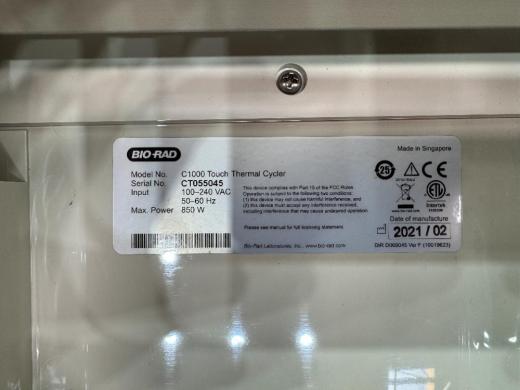 BIO-RAD
Made in Singapore
Model No. C1000 Touch Thermal Cycler
Serial No. CT055045
Input 100–240 VAC
50–60 Hz
Max. Power 850 W
This device complies with Part 15 of the FCC Rules
Operation is subject to the following two conditions:
(1) this device may not cause harmful interference, and
(2) this device must accept any interference received,
including interference that may cause undesired operation.
Please see manual for full licensing statement.
Bio-Rad Laboratories, Inc., www.bio-rad.com
25
CE
ETL
Intertek
Date of manufacture
2021 / 02